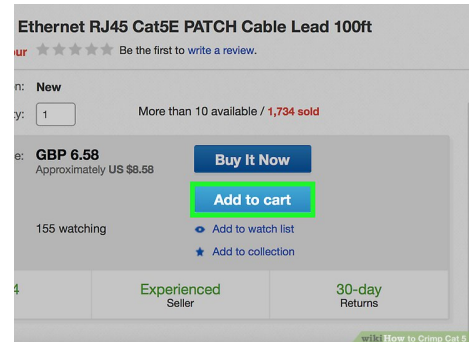 Ethernet RJ45 Cat5E PATCH Cable Lead 100ft
Be the first to write a review.
New
1
More than 10 available / 1,734 sold
GBP 6.58
Approximately US $8.58
Buy It Now
Add to cart
155 watching
Add to watch list
Add to collection
Experienced
Seller
30-day
Returns
wikiHow to Crimp Cat 5